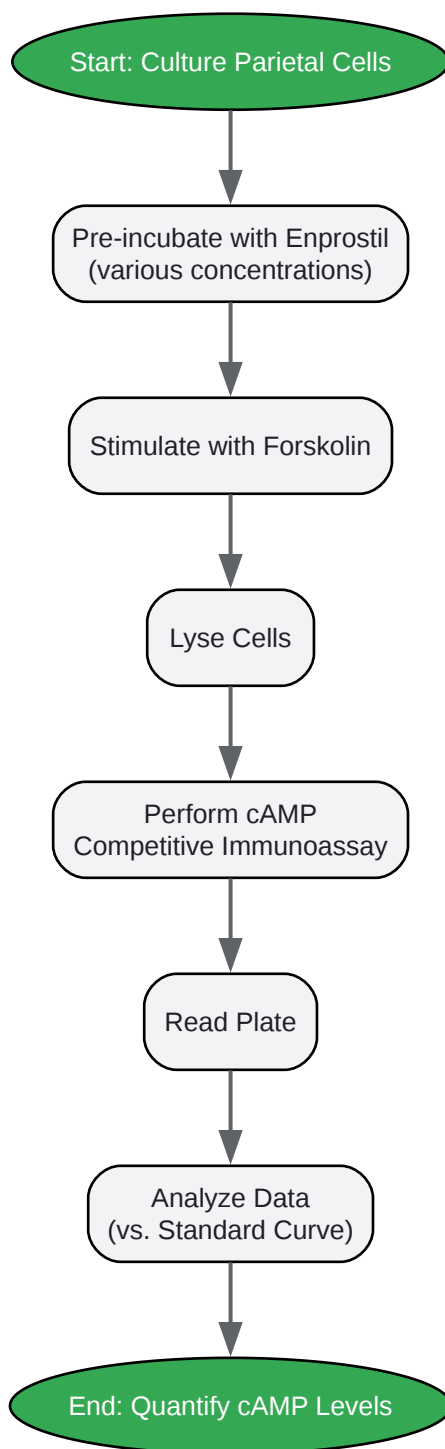 Start: Culture Parietal Cells
Pre-incubate with Enprostil
(various concentrations)
Stimulate with Forskolin
Lyse Cells
Perform cAMP
Competitive Immunoassay
Read Plate
Analyze Data
(vs. Standard Curve)
End: Quantify cAMP Levels